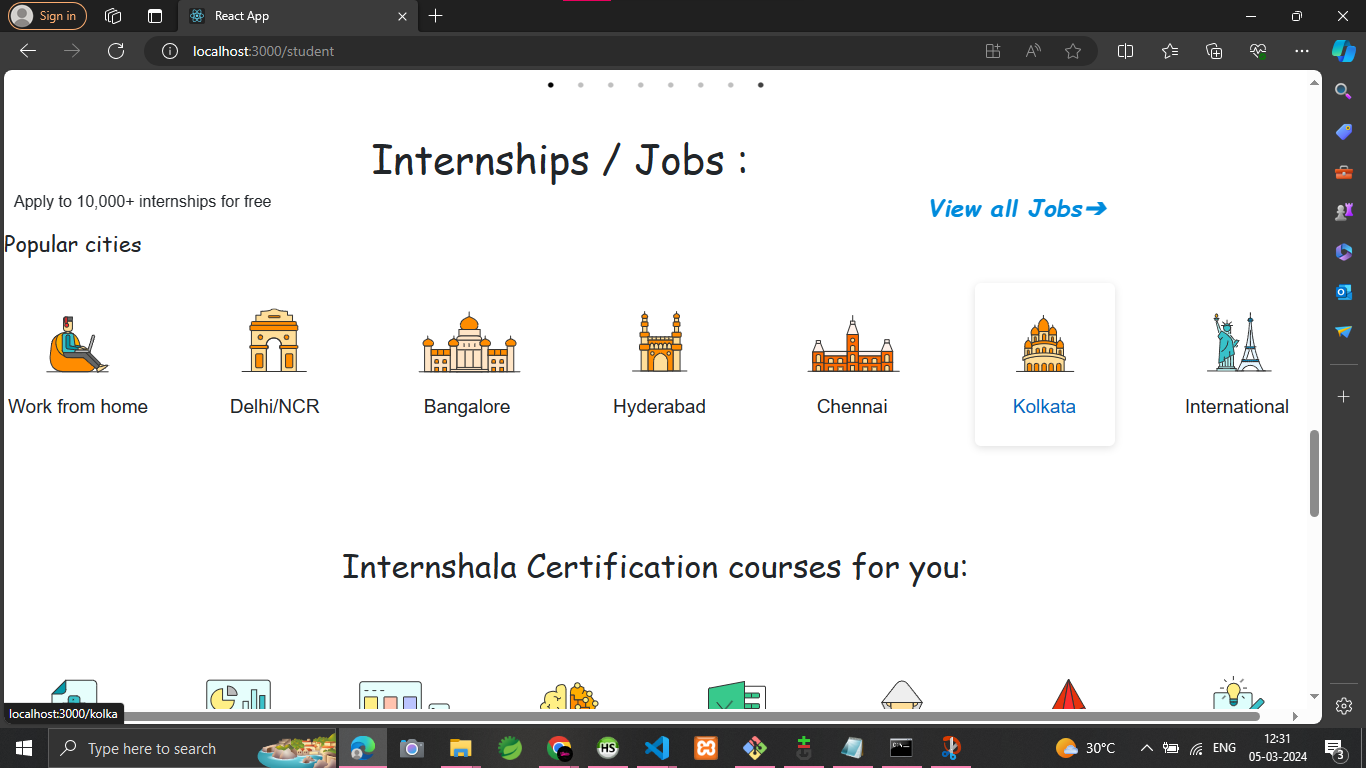 Sign in
React App
localhost:3000/student
Internships / Jobs :
Apply to 10,000+ internships for free
View all Jobs➔
Popular cities
Work from home
Delhi/NCR
Bangalore
Hyderabad
Chennai
Kolkata
International
Internshala Certification courses for you:
localhost:3000/kolka
Type here to search
HS
30°C
ENG
12:31
05-03-2024
3